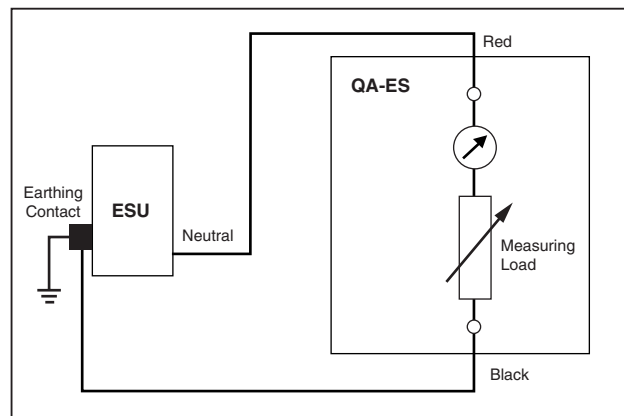 Red
QA-ES
Earthing
Contact
ESU
Neutral
Measuring
Load
Black